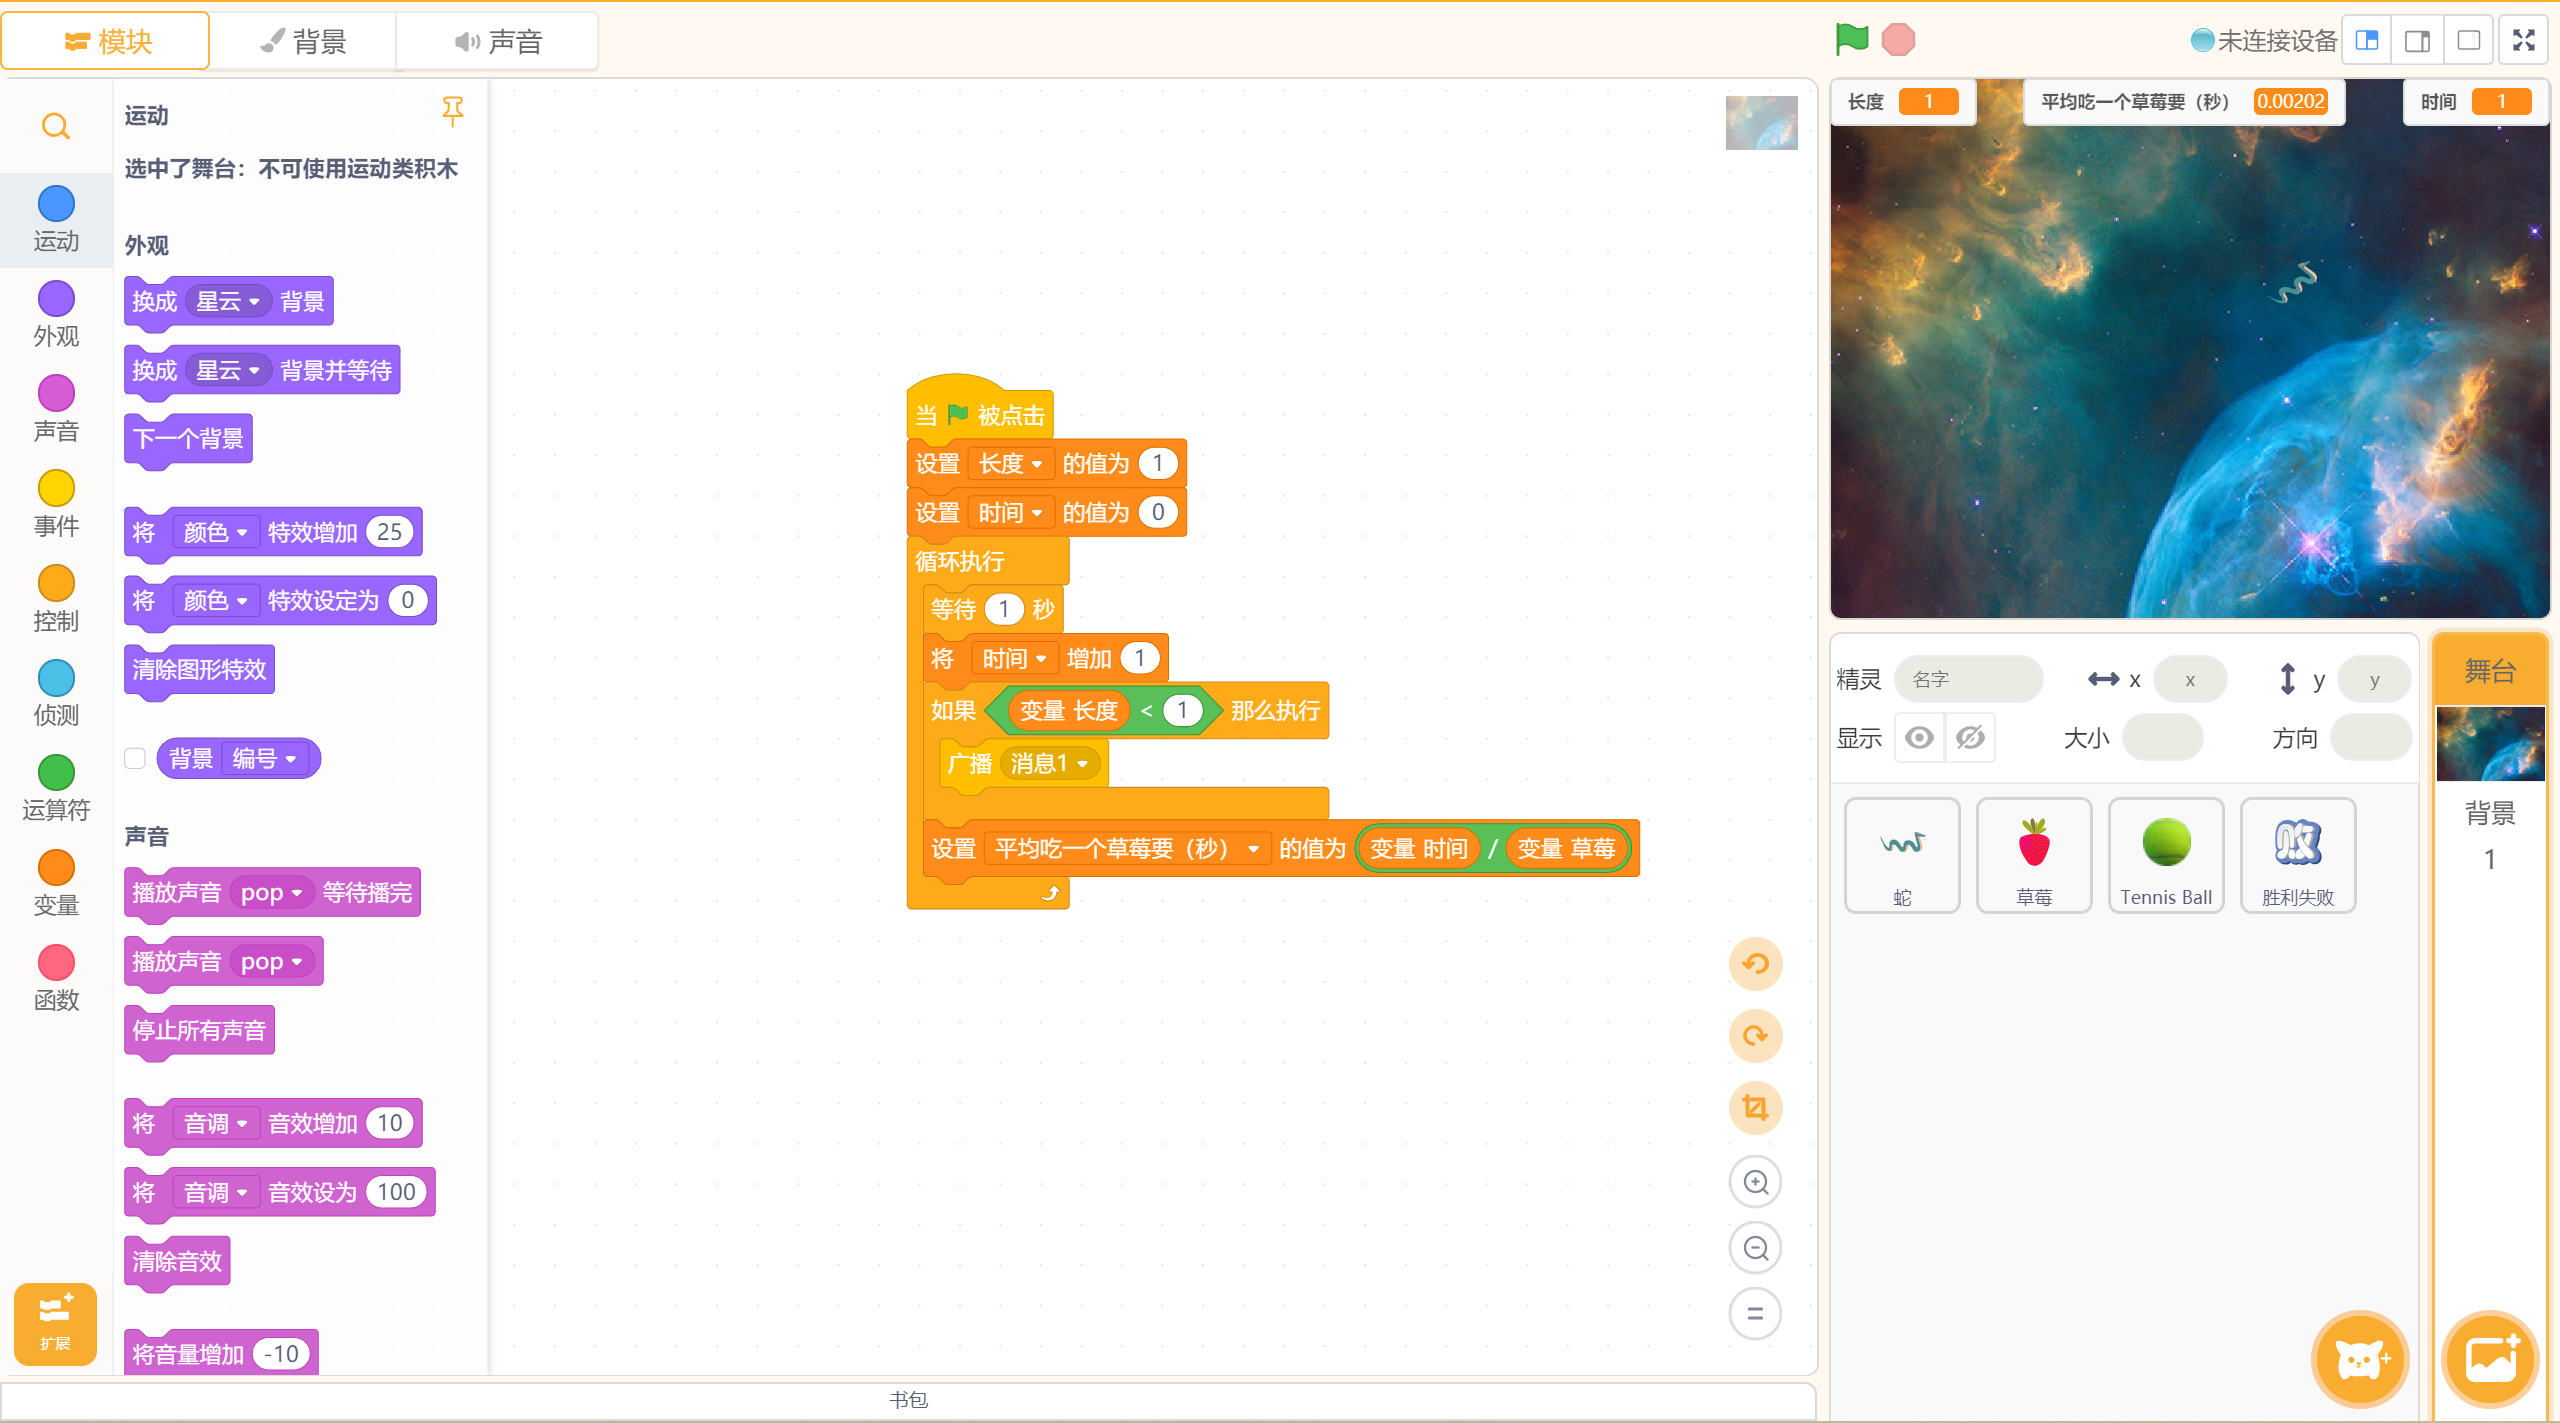 模块
背景
声音
未连接设备
运动
外观
声音
事件
控制
侦测
运算符
变量
函数
扩展
运动
选中了舞台：不可使用运动类积木
外观
换成 星云 背景
换成 星云 背景并等待
下一个背景
将 颜色 特效增加 25
将 颜色 特效设定为 0
清除图形特效
背景 编号
声音
播放声音 pop 等待播完
播放声音 pop
停止所有声音
将 音调 音效增加 10
将 音调 音效设为 100
清除音效
将音量增加 -10
当 被点击
设置 长度 的值为 1
设置 时间 的值为 0
循环执行
等待 1 秒
将 时间 增加 1
如果 变量 长度 < 1 那么执行
广播 消息1
设置 平均吃一个草莓要（秒） 的值为 变量 时间 / 变量 草莓
书包
长度 1
平均吃一个草莓要（秒） 0.00202
时间 1
精灵 名字 x x y y
显示 大小 方向
蛇
草莓
Tennis Ball
败
胜利失败
舞台
背景
1